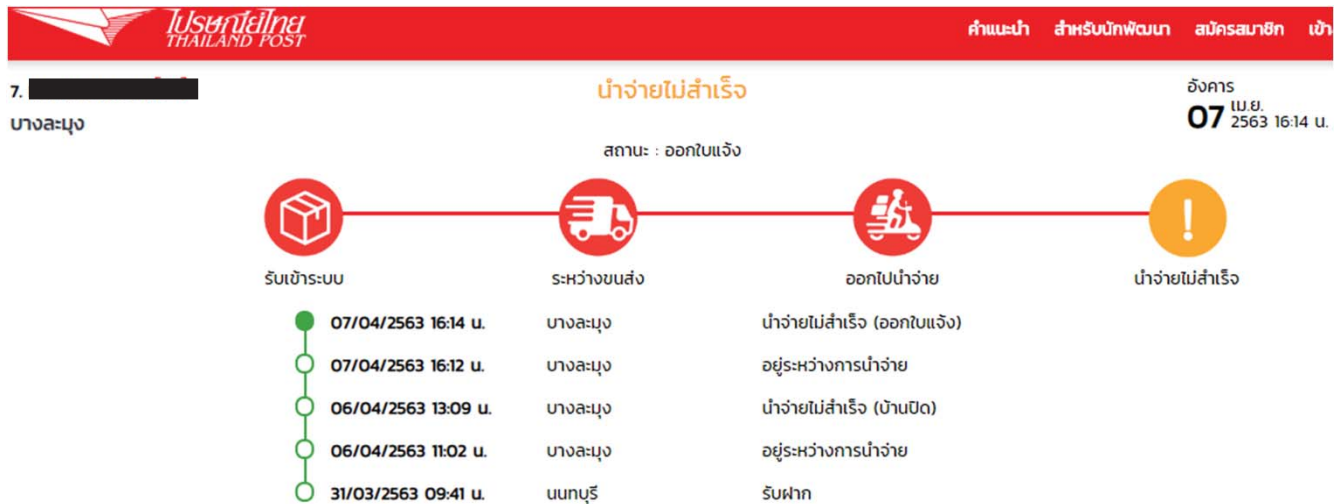 ไปรษณีย์ไทย
THAILAND POST
คำแนะนำ สำหรับนักพัฒนา สมัครสมาชิก เข้า
7.
บางละมุง
นำจ่ายไม่สำเร็จ
สถานะ : ออกใบแจ้ง
อังคาร
07 เม.ย. 2563 16:14 น.
รับเข้าระบบ ระหว่างขนส่ง ออกไปนำจ่าย นำจ่ายไม่สำเร็จ
07/04/2563 16:14 น. บางละมุง นำจ่ายไม่สำเร็จ (ออกใบแจ้ง)
07/04/2563 16:12 น. บางละมุง อยู่ระหว่างการนำจ่าย
06/04/2563 13:09 น. บางละมุง นำจ่ายไม่สำเร็จ (บ้านปิด)
06/04/2563 11:02 น. บางละมุง อยู่ระหว่างการนำจ่าย
31/03/2563 09:41 น. นนทบุรี รับฝาก